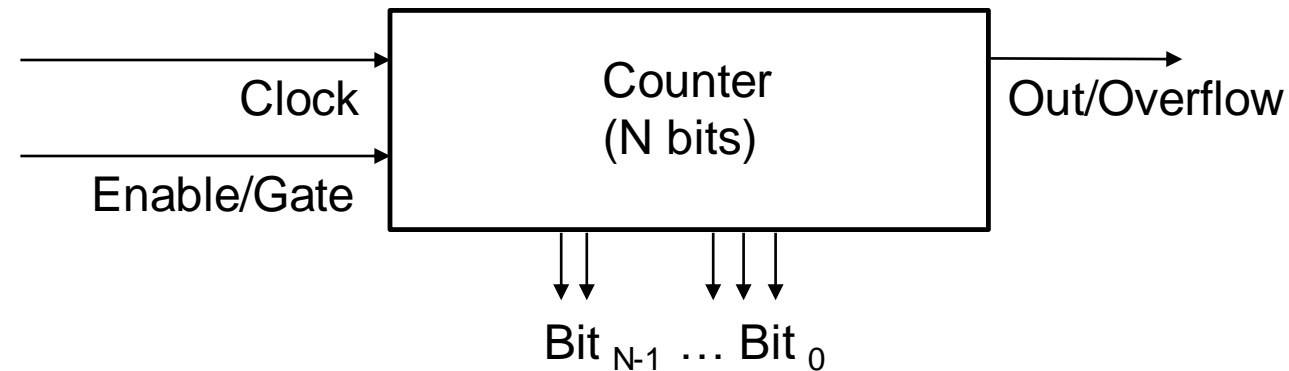 Counter
(N bits)
Clock
Out/Overflow
Enable/Gate
Bit N-1 … Bit 0